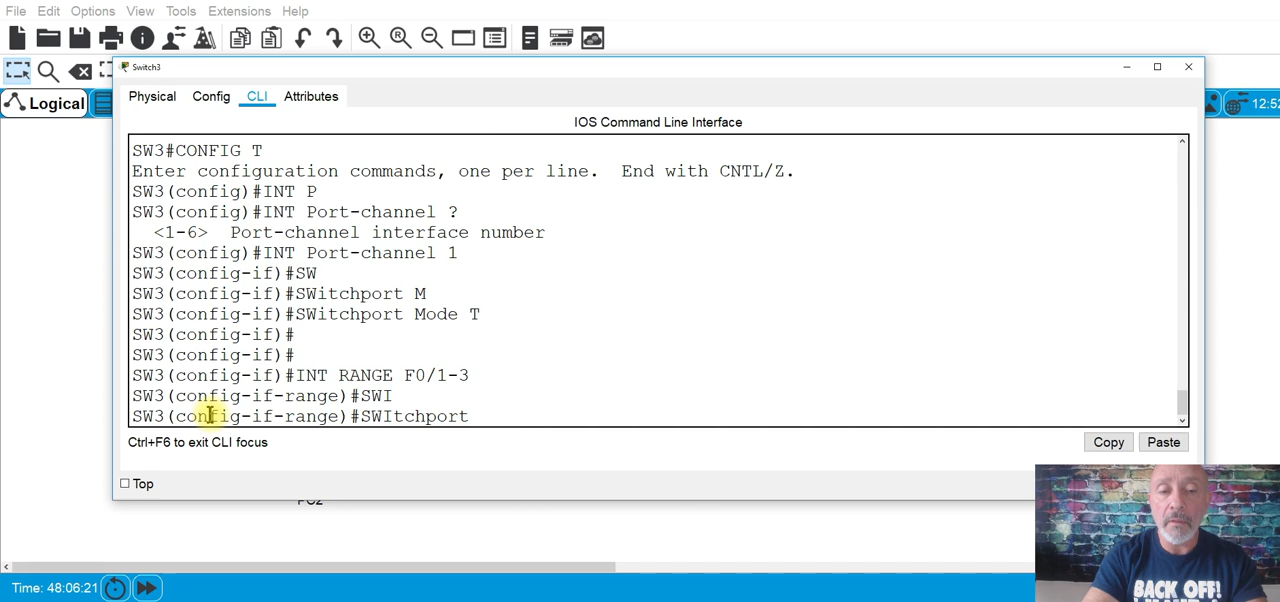 File Edit Options View Tools Extensions Help
Logical
12:52
Switch3
Physical Config CLI Attributes
IOS Command Line Interface
SW3#CONFIG T
Enter configuration commands, one per line.  End with CNTL/Z.
SW3(config)#INT P
SW3(config)#INT Port-channel ?
<1-6>  Port-channel interface number
SW3(config)#INT Port-channel 1
SW3(config-if)#SW
SW3(config-if)#SWitchport M
SW3(config-if)#SWitchport Mode T
SW3(config-if)#
SW3(config-if)#
SW3(config-if)#INT RANGE F0/1-3
SW3(config-if-range)#SWI
SW3(config-if-range)#SWItchport
Ctrl+F6 to exit CLI focus
Copy Paste
Top
PC2
Time: 48:06:21
BACK OFF!